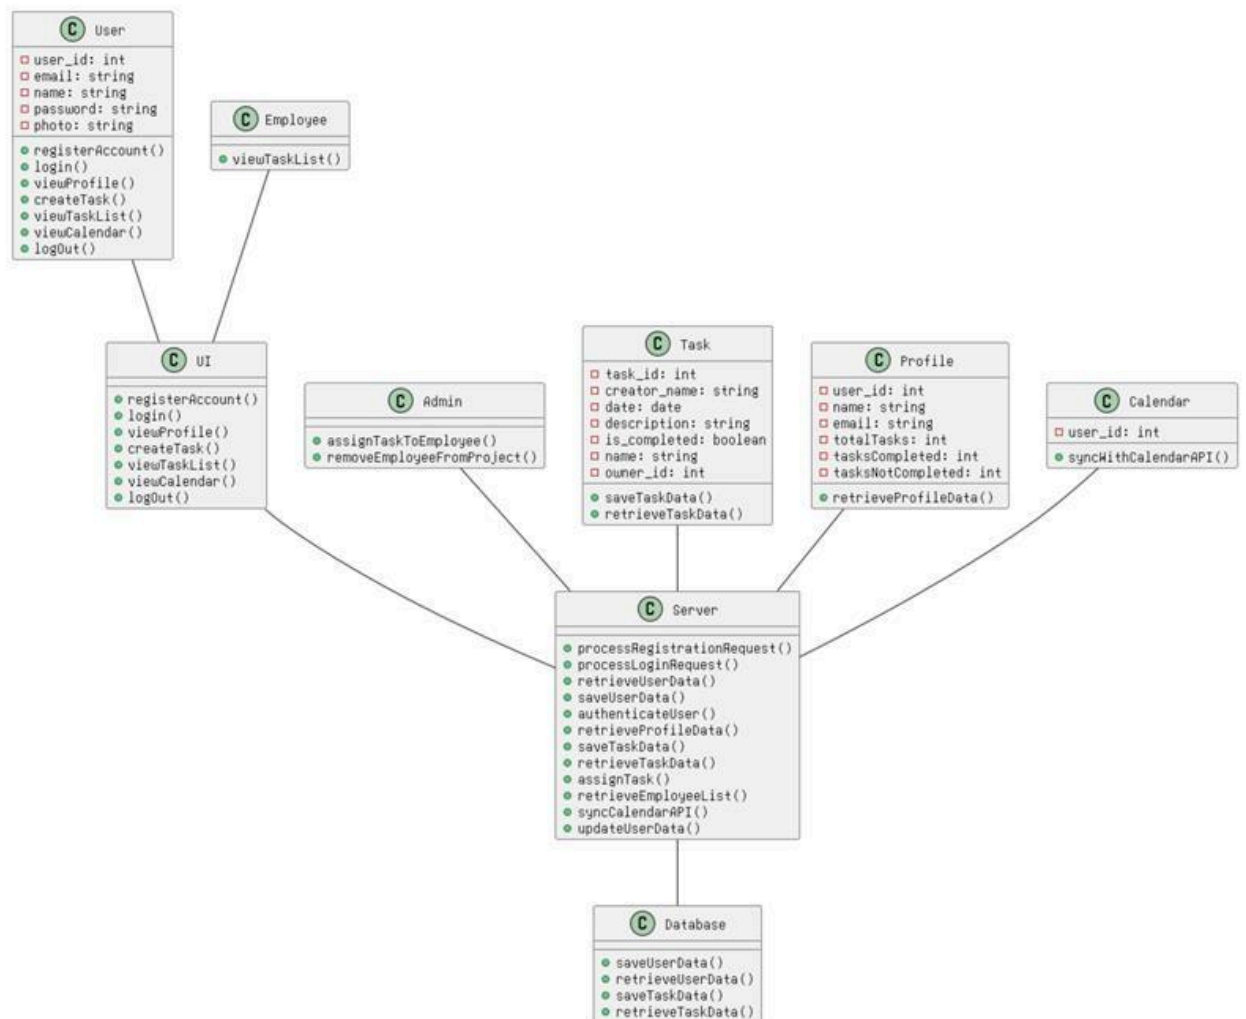 C User
user_id: int
email: string
name: string
password: string
photo: string
registerAccount()
login()
viewProfile()
createTask()
viewTaskList()
viewCalendar()
logOut()
C Employee
viewTaskList()
C UI
registerAccount()
login()
viewProfile()
createTask()
viewTaskList()
viewCalendar()
logOut()
C Admin
assignTaskToEmployee()
removeEmployeeFromProject()
C Task
task_id: int
creator_name: string
date: date
description: string
is_completed: boolean
name: string
owner_id: int
saveTaskData()
retrieveTaskData()
C Profile
user_id: int
name: string
email: string
totalTasks: int
tasksCompleted: int
tasksNotCompleted: int
retrieveProfileData()
C Calendar
user_id: int
syncWithCalendarAPI()
C Server
processRegistrationRequest()
processLoginRequest()
retrieveUserData()
saveUserData()
authenticateUser()
retrieveProfileData()
saveTaskData()
retrieveTaskData()
assignTask()
retrieveEmployeeList()
syncCalendarAPI()
updateUserData()
C Database
saveUserData()
retrieveUserData()
saveTaskData()
retrieveTaskData()